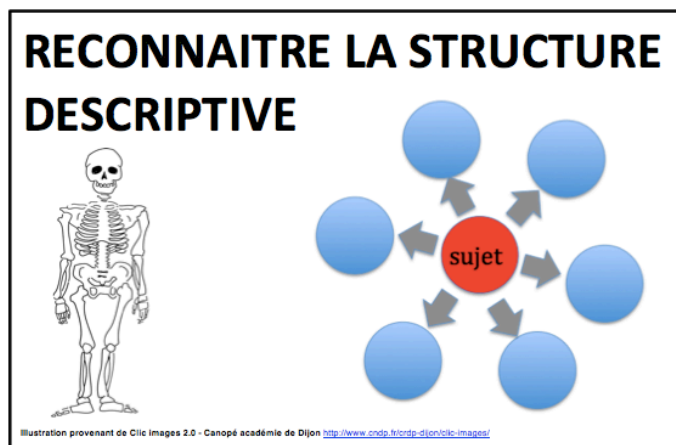 RECONNAITRE LA STRUCTURE
DESCRIPTIVE
sujet
Illustration provenant de Clic images 2.0 - Canopé académie de Dijon http://www.cndp.fr/crdp-dijon/clic-images/